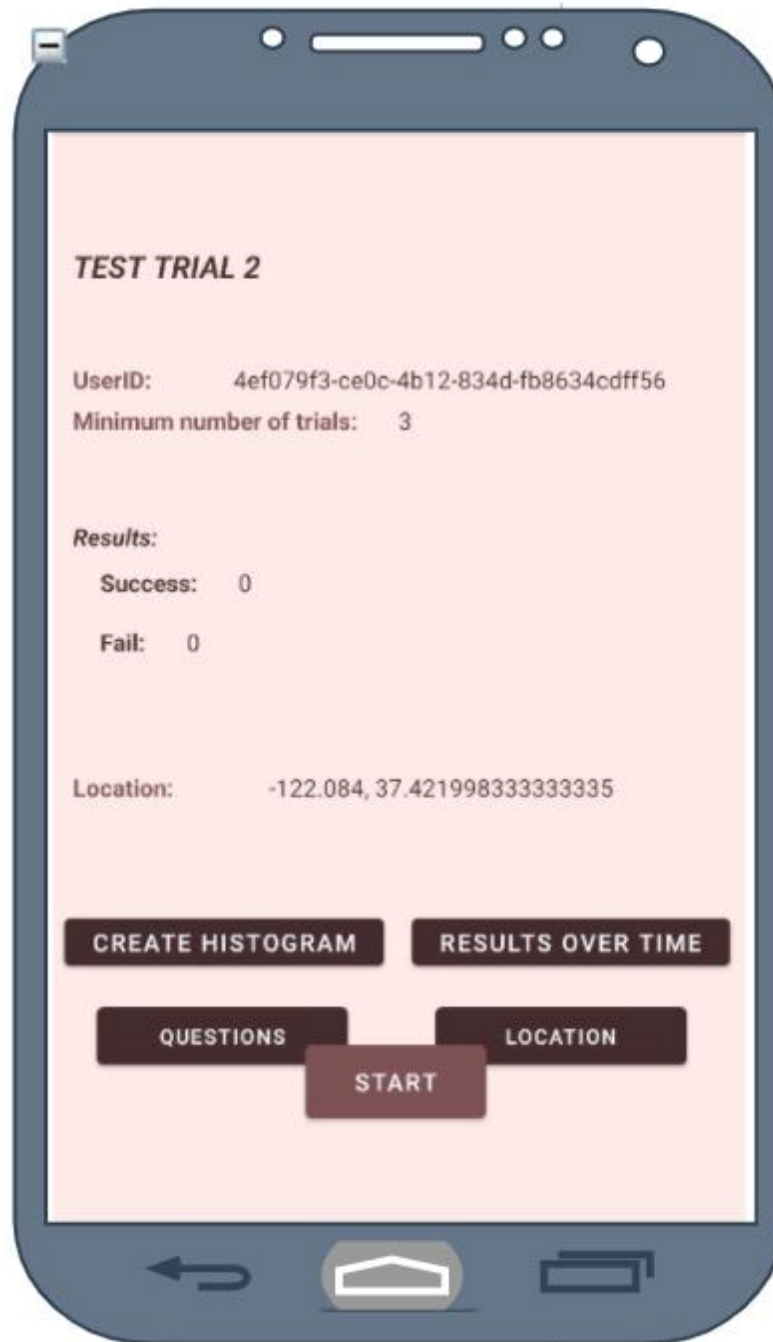 TEST TRIAL 2
UserID: 4ef079f3-ce0c-4b12-834d-fb8634cdff56
Minimum number of trials: 3
Results:
Success: 0
Fail: 0
Location: -122.084, 37.421998333333335
CREATE HISTOGRAM RESULTS OVER TIME
QUESTIONS LOCATION
START